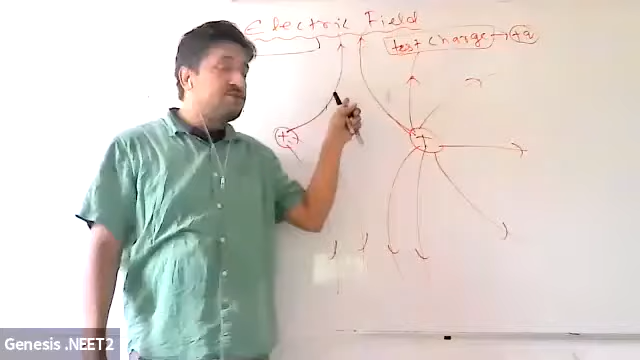 Electric Field
test charge → +q
+
+
Genesis .NEET2